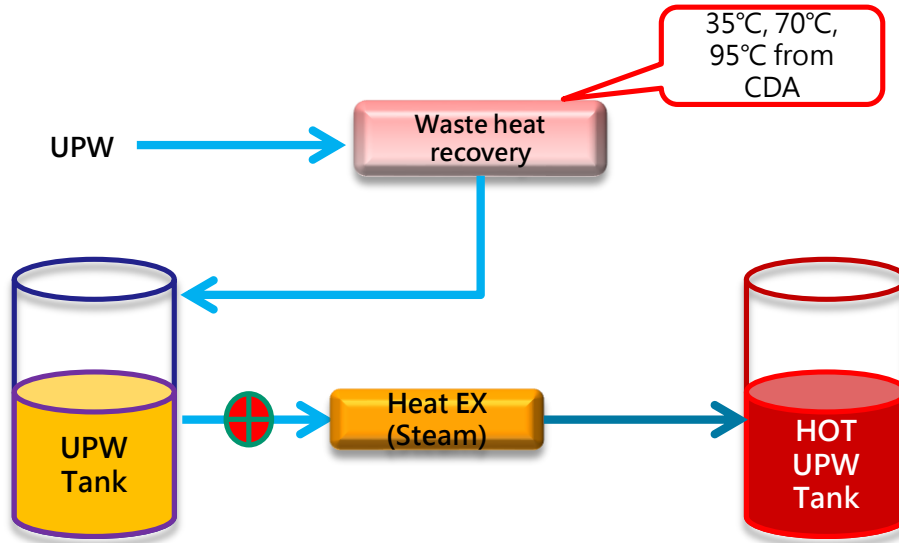 35℃, 70℃,
95℃ from
CDA
Waste heat
recovery
UPW
UPW
Tank
Heat EX
(Steam)
HOT
UPW
Tank